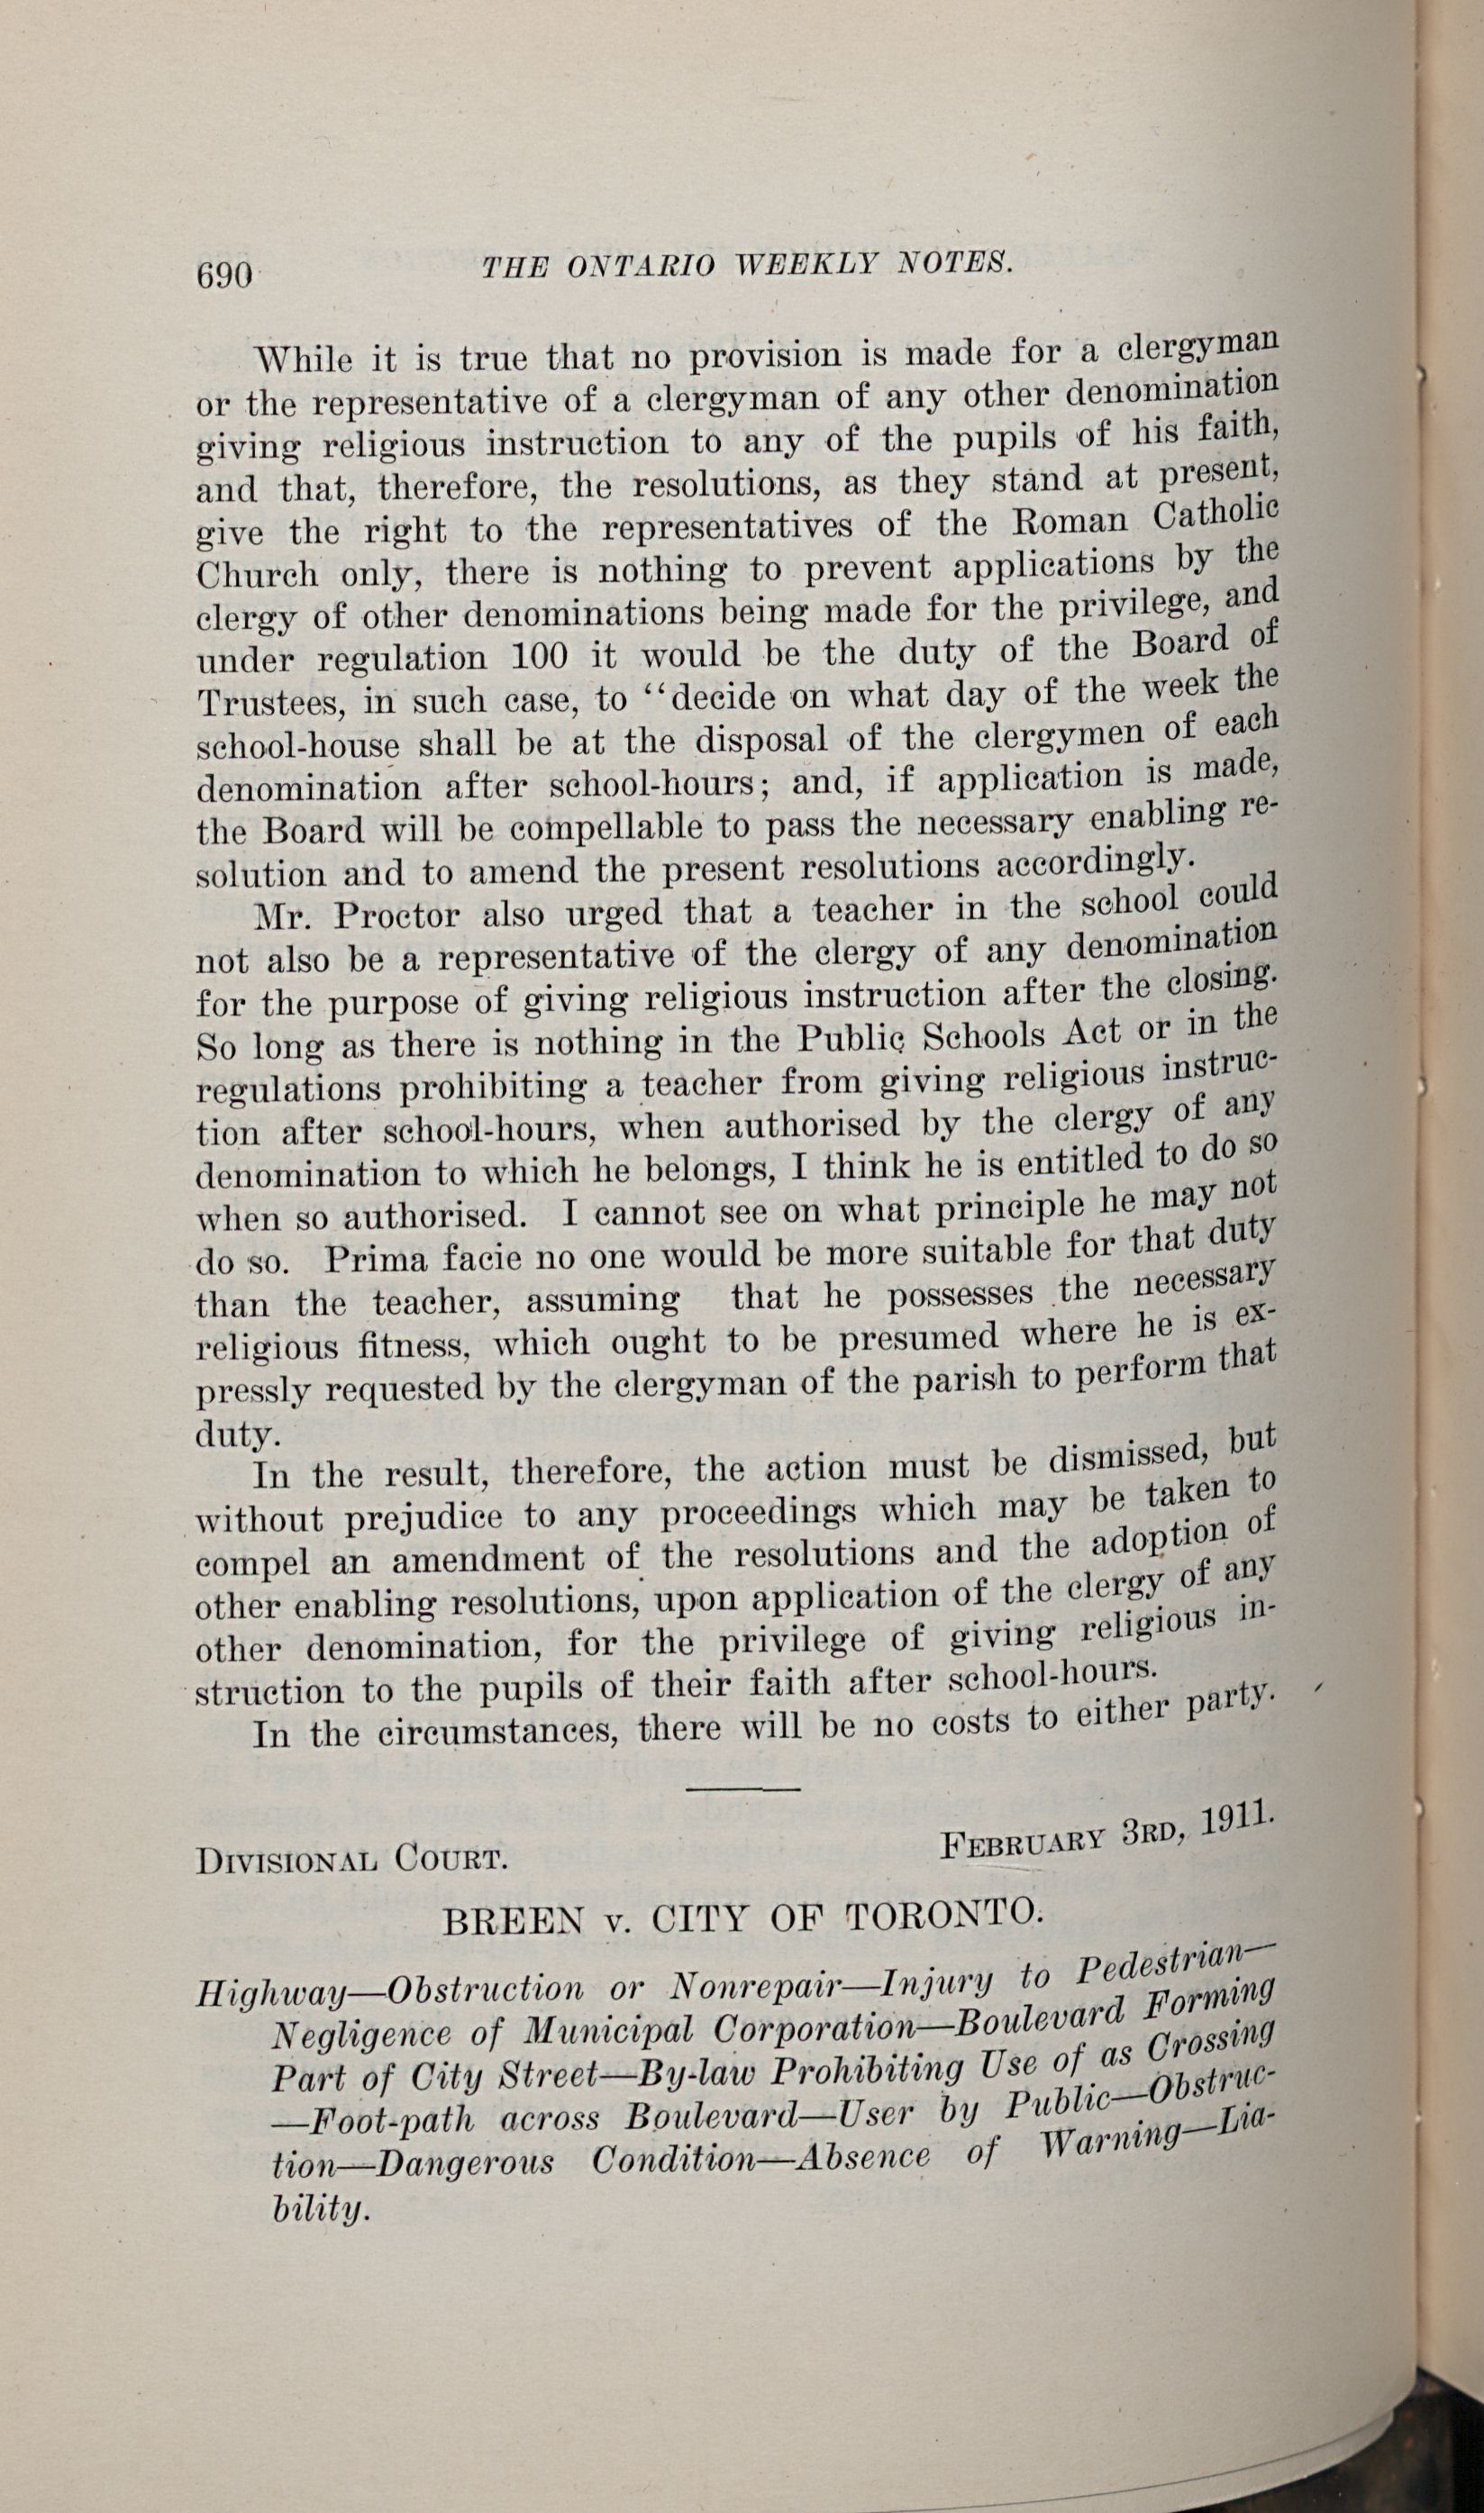 690
THE ONTARIO WEEKLY NOTES.
While it is true that no provision is made for a clergyman
or the representative of a clergyman of any other denomination
giving religious instruction to any of the pupils of his faith,
and that, therefore, the resolutions, as they stand at present,
give the right to the representatives of the Roman Catholic
Church only, there is nothing to prevent applications by the
clergy of other denominations being made for the privilege, and
under regulation 100 it would be the duty of the Board of
Trustees, in such case, to “decide on what day of the week the
school-house shall be at the disposal of the clergymen of each
denomination after school-hours; and, if application is made,
the Board will be compellable to pass the necessary enabling re-
solution and to amend the present resolutions accordingly.
Mr. Proctor also urged that a teacher in the school could
not also be a representative of the clergy of any denomination
for the purpose of giving religious instruction after the closing.
So long as there is nothing in the Public Schools Act or in the
regulations prohibiting a teacher from giving religious instruc-
tion after school-hours, when authorised by the clergy of any
denomination to which he belongs, I think he is entitled to do so
when so authorised. I cannot see on what principle he may not
do so. Prima facie no one would be more suitable for that duty
than the teacher, assuming that he possesses the necessary
religious fitness, which ought to be presumed where he is ex-
pressly requested by the clergyman of the parish to perform that
duty.
In the result, therefore, the action must be dismissed, but
without prejudice to any proceedings which may be taken to
compel an amendment of the resolutions and the adoption of
other enabling resolutions, upon application of the clergy of any
other denomination, for the privilege of giving religious in-
struction to the pupils of their faith after school-hours.
In the circumstances, there will be no costs to either party.
DIVISIONAL COURT.
FEBRUARY 3RD, 1911.
BREEN v. CITY OF TORONTO.
Highway—Obstruction or Nonrepair—Injury to Pedestrian—
Negligence of Municipal Corporation—Boulevard Forming
Part of City Street—By-law Prohibiting Use of as Crossing
—Foot-path across Boulevard—User by Public—Obstruc-
tion—Dangerous Condition—Absence of Warning—Lia-
bility.